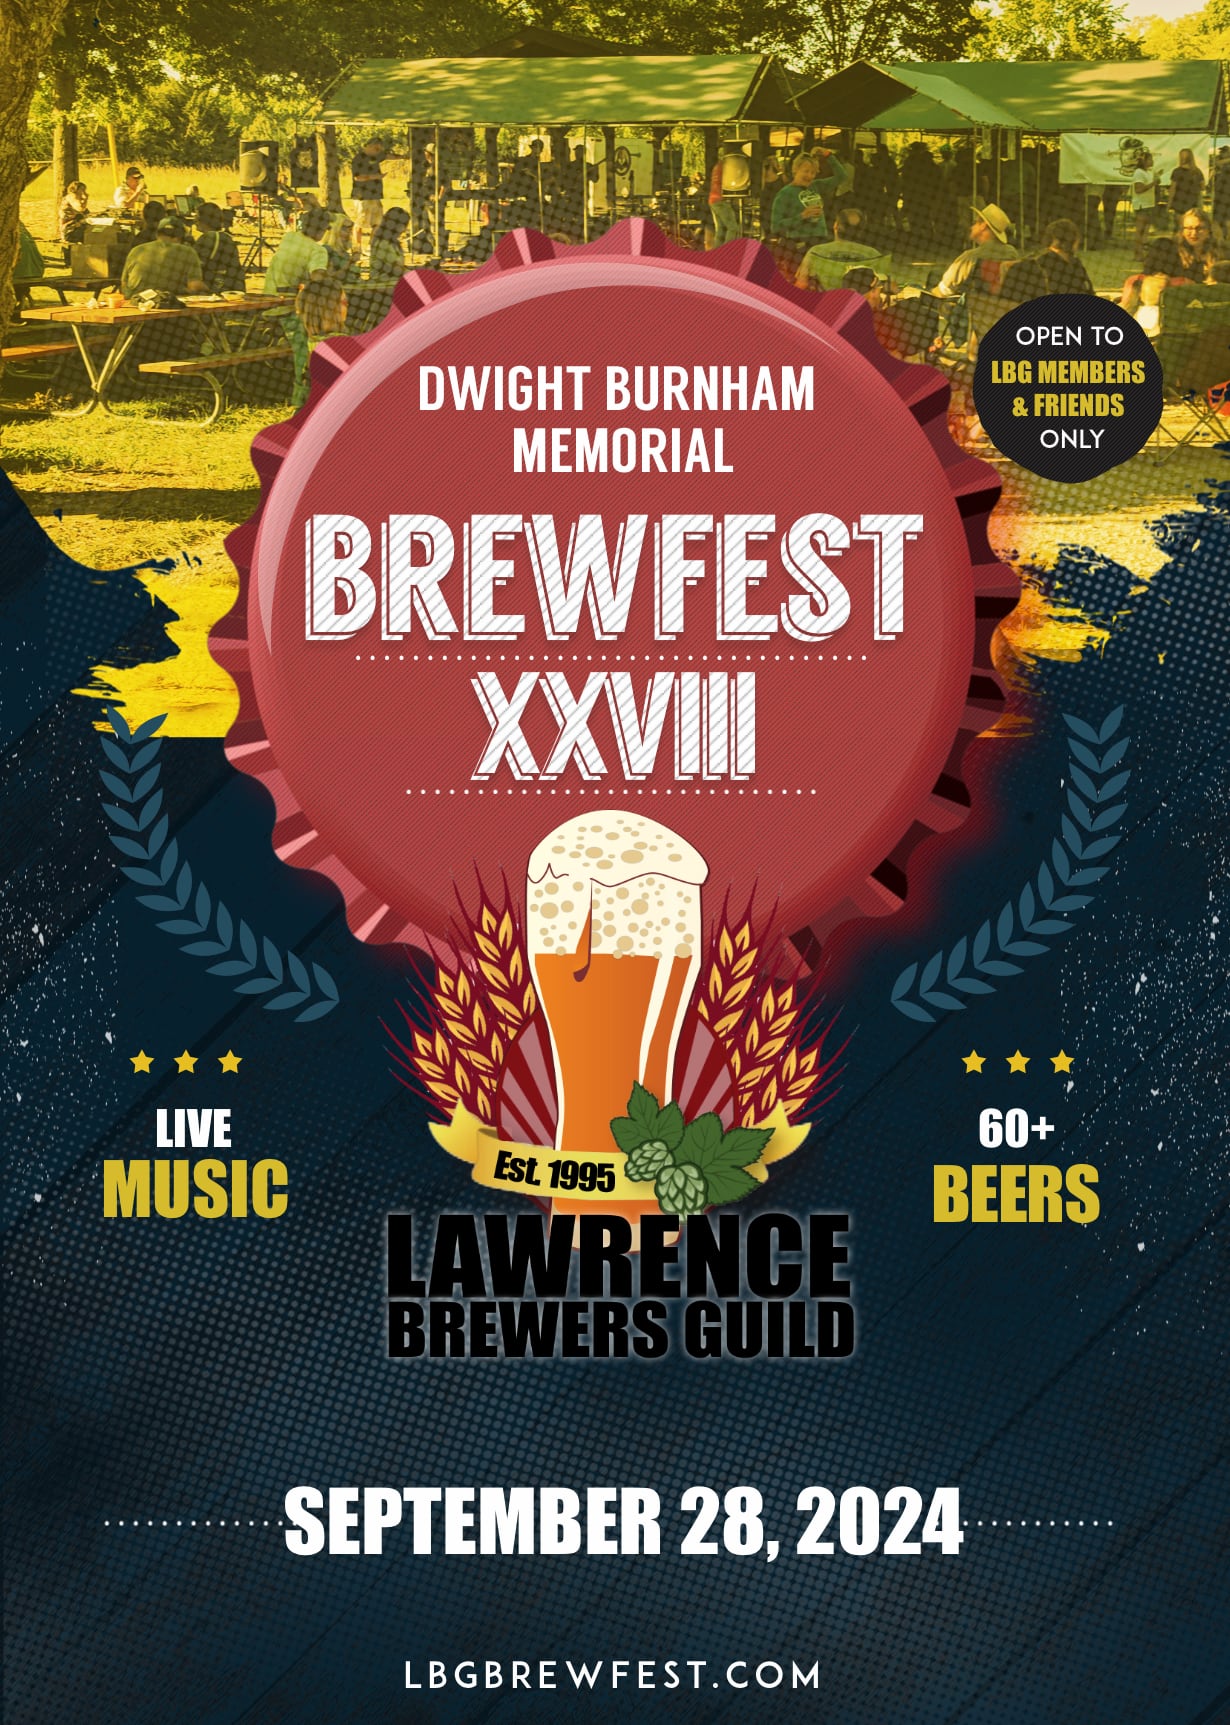 OPEN TO
LBG MEMBERS
& FRIENDS
ONLY
DWIGHT BURNHAM
MEMORIAL
BREWFEST
XXVIII
LIVE
MUSIC
60+
BEERS
Est. 1995
LAWRENCE
BREWERS GUILD
SEPTEMBER 28, 2024
LBGBREWFEST.COM